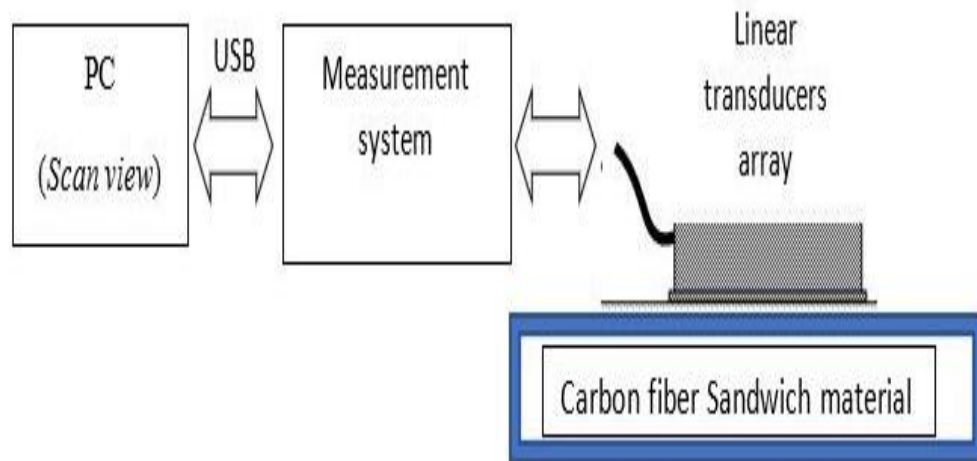 PC
(Scan view)
USB
Measurement
system
Linear
transducers
array
Carbon fiber Sandwich material